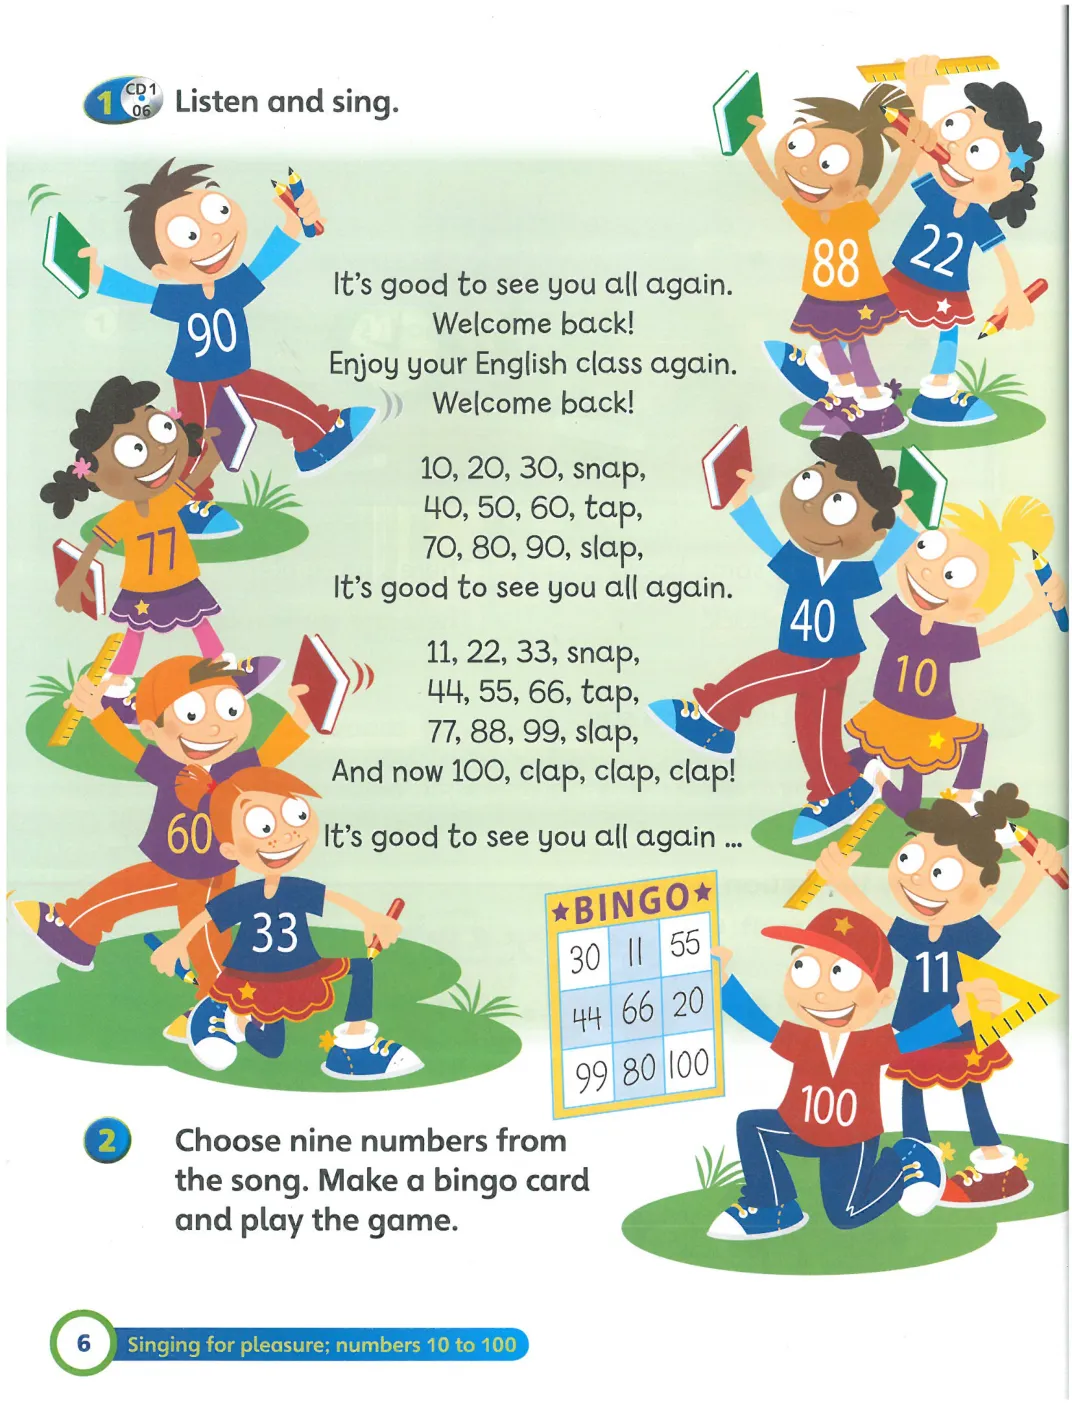 1 CD1 06 Listen and sing.
It's good to see you all again.
Welcome back!
Enjoy your English class again.
Welcome back!
10, 20, 30, snap,
40, 50, 60, tap,
70, 80, 90, slap,
It's good to see you all again.
11, 22, 33, snap,
44, 55, 66, tap,
77, 88, 99, slap,
And now 100, clap, clap, clap!
It's good to see you all again ...
90
88
22
77
40
10
60
33
11
100
★BINGO★
30 11 55
44 66 20
99 80 100
2 Choose nine numbers from
the song. Make a bingo card
and play the game.
6 Singing for pleasure; numbers 10 to 100